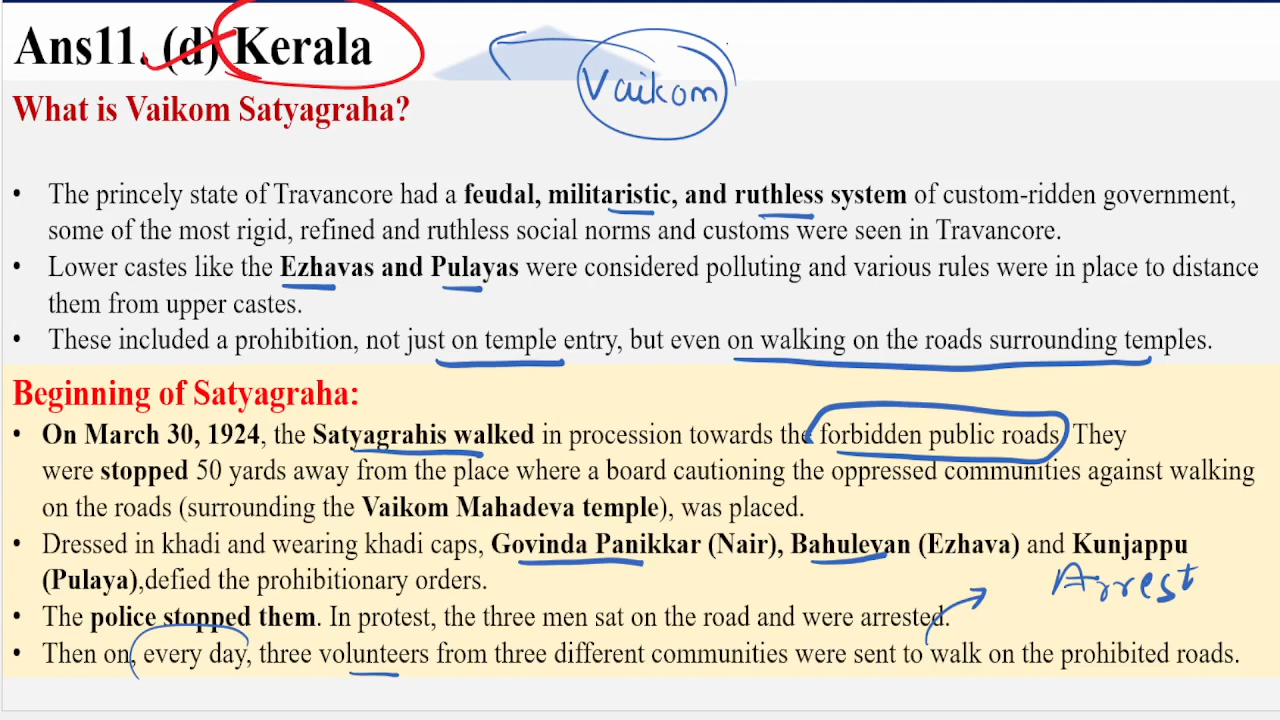 Ans11. (d) Kerala
Vaikom
What is Vaikom Satyagraha?
• The princely state of Travancore had a feudal, militaristic, and ruthless system of custom-ridden government,
some of the most rigid, refined and ruthless social norms and customs were seen in Travancore.
• Lower castes like the Ezhavas and Pulayas were considered polluting and various rules were in place to distance
them from upper castes.
• These included a prohibition, not just on temple entry, but even on walking on the roads surrounding temples.
Beginning of Satyagraha:
• On March 30, 1924, the Satyagrahis walked in procession towards the forbidden public roads. They
were stopped 50 yards away from the place where a board cautioning the oppressed communities against walking
on the roads (surrounding the Vaikom Mahadeva temple), was placed.
• Dressed in khadi and wearing khadi caps, Govinda Panikkar (Nair), Bahuleyan (Ezhava) and Kunjappu
(Pulaya),defied the prohibitionary orders.
Arrest
• The police stopped them. In protest, the three men sat on the road and were arrested.
• Then on, every day, three volunteers from three different communities were sent to walk on the prohibited roads.